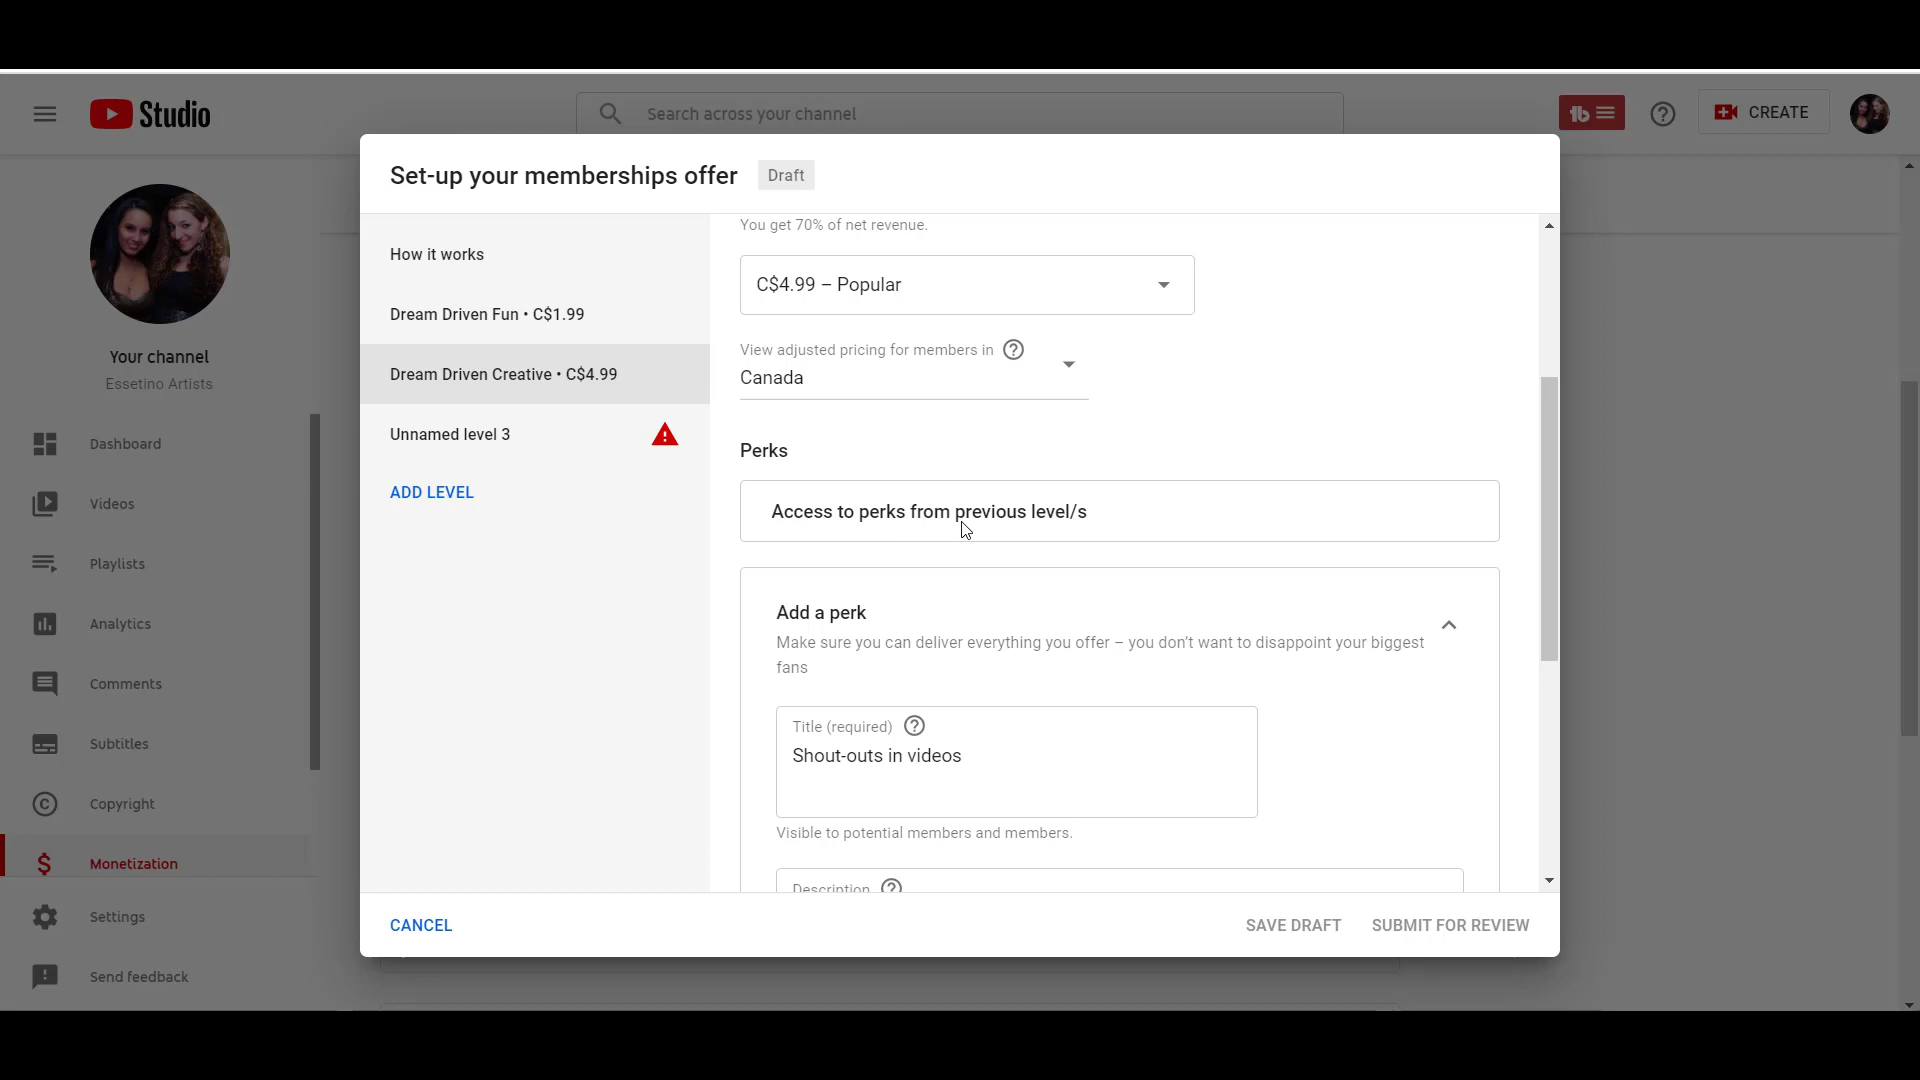 Studio
Search across your channel
CREATE
Set-up your memberships offer
Draft
Your channel
Essetino Artists
Dashboard
Videos
Playlists
Analytics
Comments
Subtitles
Copyright
Monetization
Settings
Send feedback
How it works
Dream Driven Fun • C$1.99
Dream Driven Creative • C$4.99
Unnamed level 3
ADD LEVEL
You get 70% of net revenue.
C$4.99 – Popular
View adjusted pricing for members in
Canada
Perks
Access to perks from previous level/s
Add a perk
Make sure you can deliver everything you offer – you don't want to disappoint your biggest
fans
Title (required)
Shout-outs in videos
Visible to potential members and members.
Description
CANCEL
SAVE DRAFT
SUBMIT FOR REVIEW